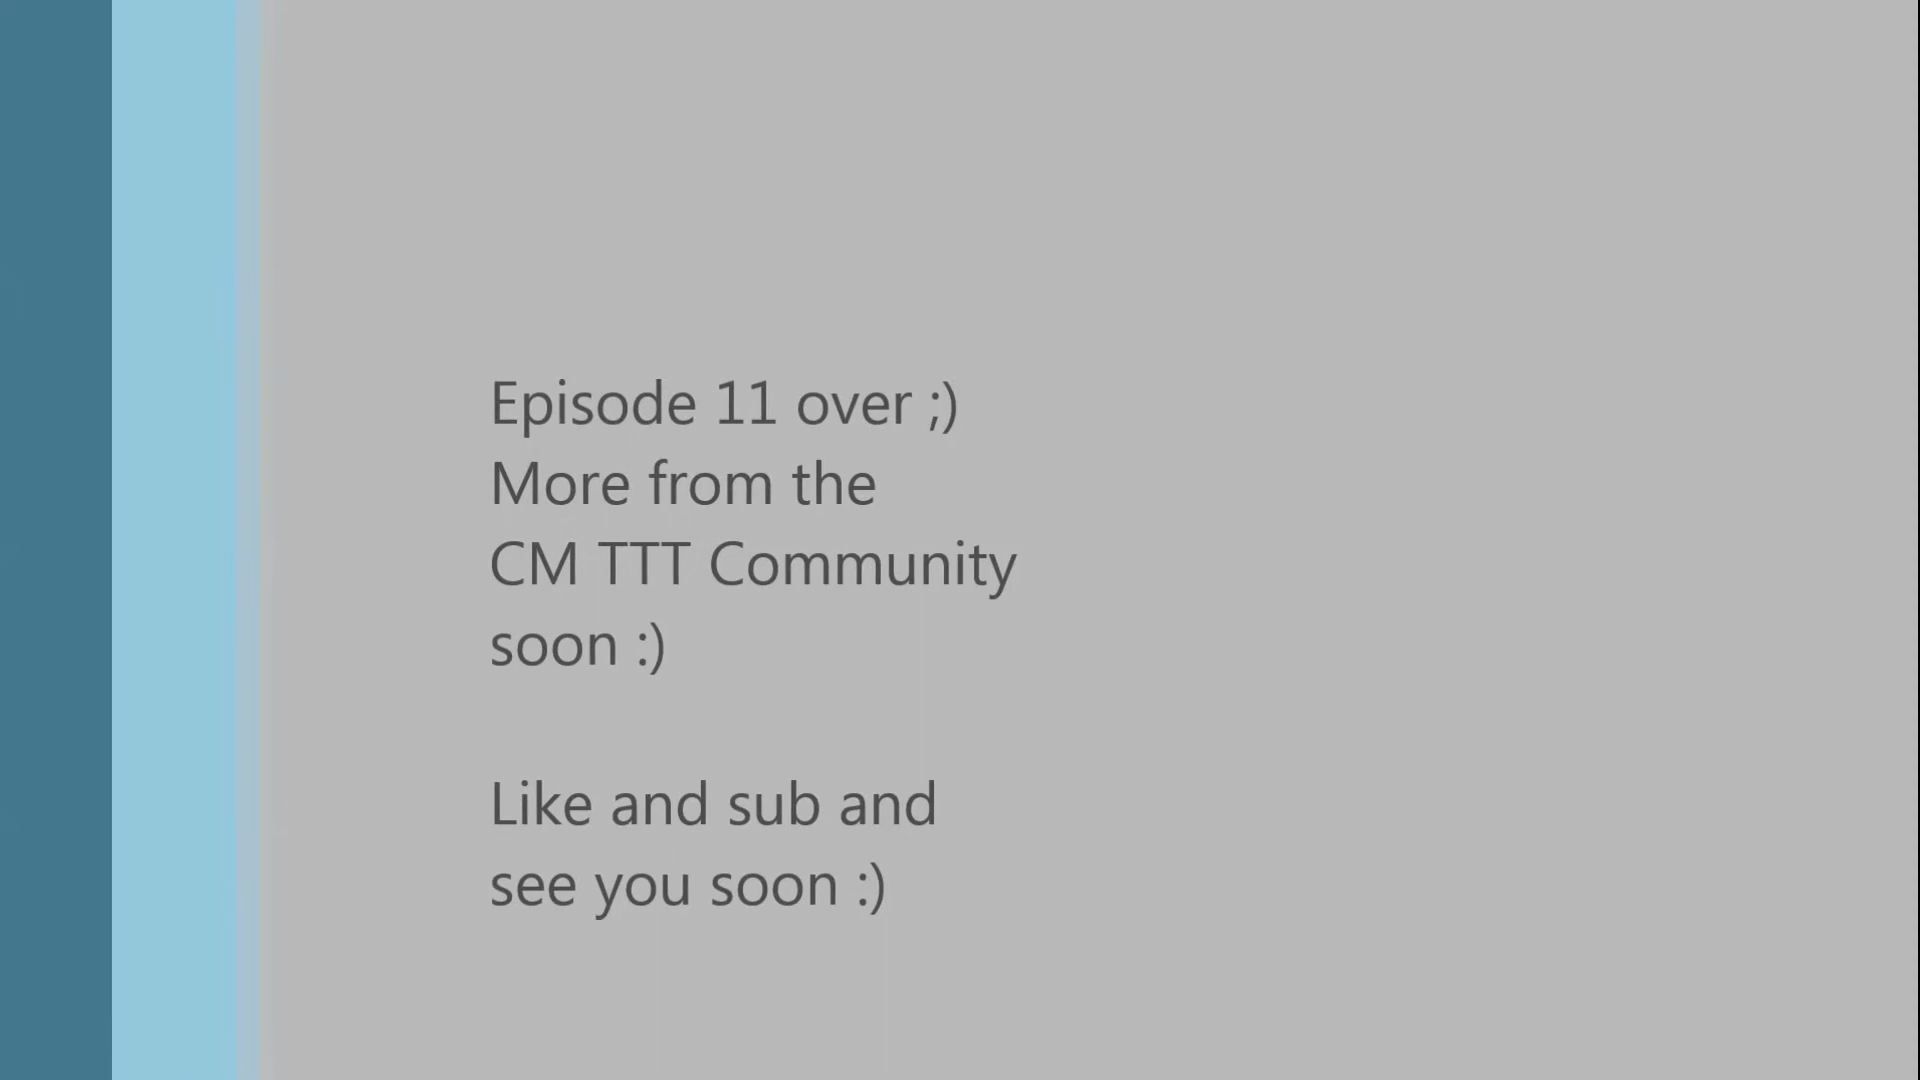 Episode 11 over ;)
More from the
CM TTT Community
soon :)
Like and sub and
see you soon :)